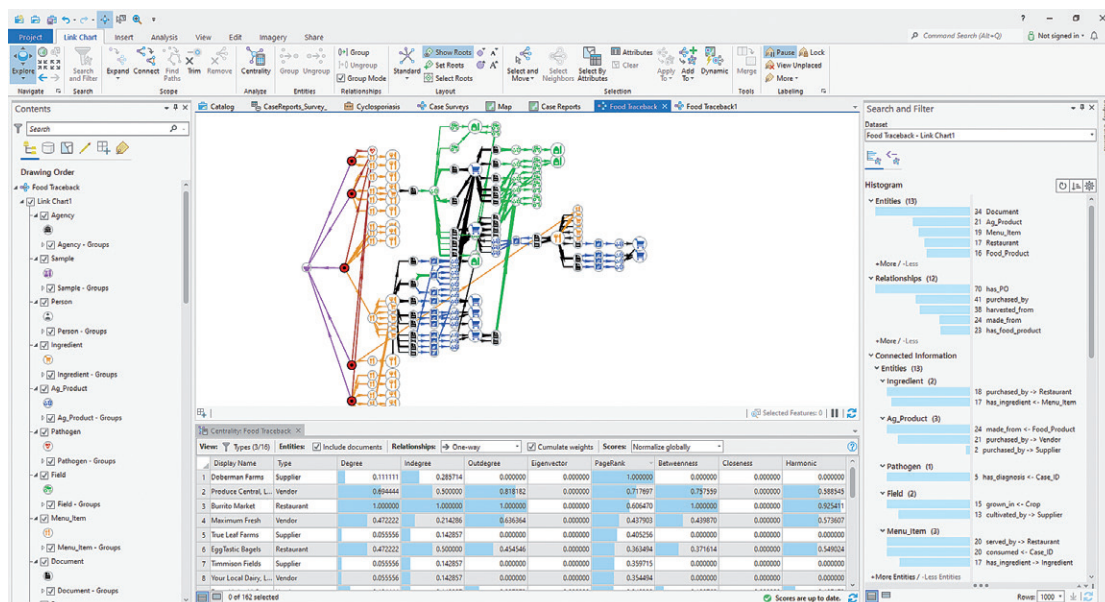 Project Link Chart Insert Analysis View Edit Imagery Share
Command Search (Alt+Q)
Not signed in
Explore
Search and Filter
Expand Connect Find Paths Trim Remove
Centrality
Group Ungroup
Group
Ungroup
Group Mode
Standard
Show Roots
Set Roots
Select Roots
Select and Move
Select Neighbors
Select By Attributes
Attributes
Clear
Apply To
Add To
Dynamic
Merge
Pause Lock
View Unplaced
More
Navigate Search Scope Analyze Entities Relationships Layout Selection Tools Labeling
Contents
Search
Drawing Order
Food Traceback
Link Chart1
Agency
Agency - Groups
Sample
Sample - Groups
Person
Person - Groups
Ingredient
Ingredient - Groups
Ag_Product
Ag_Product - Groups
Pathogen
Pathogen - Groups
Field
Field - Groups
Menu_Item
Menu_Item - Groups
Document
Document - Groups
Catalog CaseReports_Survey_ Cyclosporiasis Case Surveys Map Case Reports Food Traceback Food Traceback1
Selected Features: 0
Centrality: Food Traceback
View: Types (3/16) Entities: Include documents Relationships: One-way Cumulate weights Scores: Normalize globally
Display Name Type Degree Indegree Outdegree Eigenvector PageRank Betweenness Closeness Harmonic
1 Doberman Farms Supplier 0.111111 0.285714 0.000000 0.000000 1.000000 0.000000 0.000000 0.000000
2 Produce Central, L... Vendor 0.694444 0.500000 0.818182 0.000000 0.717697 0.757559 0.000000 0.588545
3 Burrito Market Restaurant 1.000000 1.000000 1.000000 0.000000 0.606470 1.000000 0.000000 0.925411
4 Maximum Fresh Vendor 0.472222 0.214286 0.636364 0.000000 0.437903 0.439870 0.000000 0.573607
5 True Leaf Farms Supplier 0.055556 0.142857 0.000000 0.000000 0.405256 0.000000 0.000000 0.000000
6 EggTastic Bagels Restaurant 0.472222 0.500000 0.454546 0.000000 0.363494 0.371614 0.000000 0.549024
7 Timmison Fields Supplier 0.055556 0.142857 0.000000 0.000000 0.359715 0.000000 0.000000 0.000000
8 Your Local Dairy, L... Vendor 0.055556 0.142857 0.000000 0.000000 0.354494 0.000000 0.000000 0.000000
0 of 162 selected
Scores are up to date.
Search and Filter
Dataset
Food Traceback - Link Chart1
Histogram
Entities (13)
34 Document
21 Ag_Product
19 Menu_Item
17 Restaurant
16 Food_Product
+More / -Less
Relationships (12)
70 has_PO
41 purchased_by
38 harvested_from
24 made_from
23 has_food_product
+More / -Less
Connected Information
Entities (13)
Ingredient (2)
18 purchased_by -> Restaurant
17 has_ingredient <- Menu_Item
Ag_Product (3)
24 made_from <- Food_Product
21 purchased_by -> Vendor
2 purchased_by -> Supplier
Pathogen (1)
5 has_diagnosis <- Case_ID
Field (2)
15 grown_in <- Crop
13 cultivated_by -> Supplier
Menu_Item (3)
20 served_by -> Restaurant
20 consumed <- Case_ID
17 has_ingredient -> Ingredient
+More Entities / -Less Entities
Rows: 1000